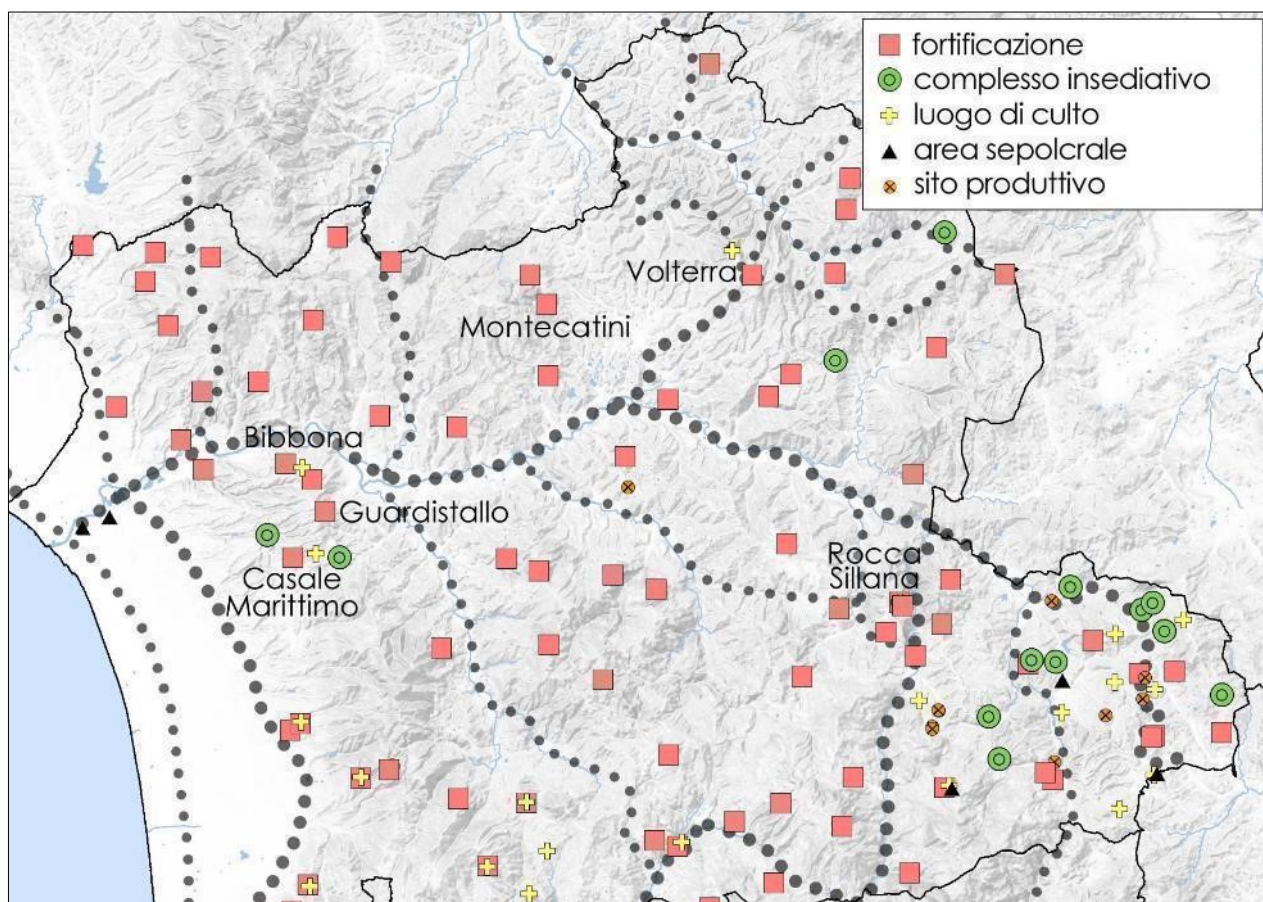 fortificazione
complesso insediativo
luogo di culto
area sepolcrale
sito produttivo
Volterra
Montecatini
Bibbona
Guardistallo
Casale
Marittimo
Rocca
Sillana